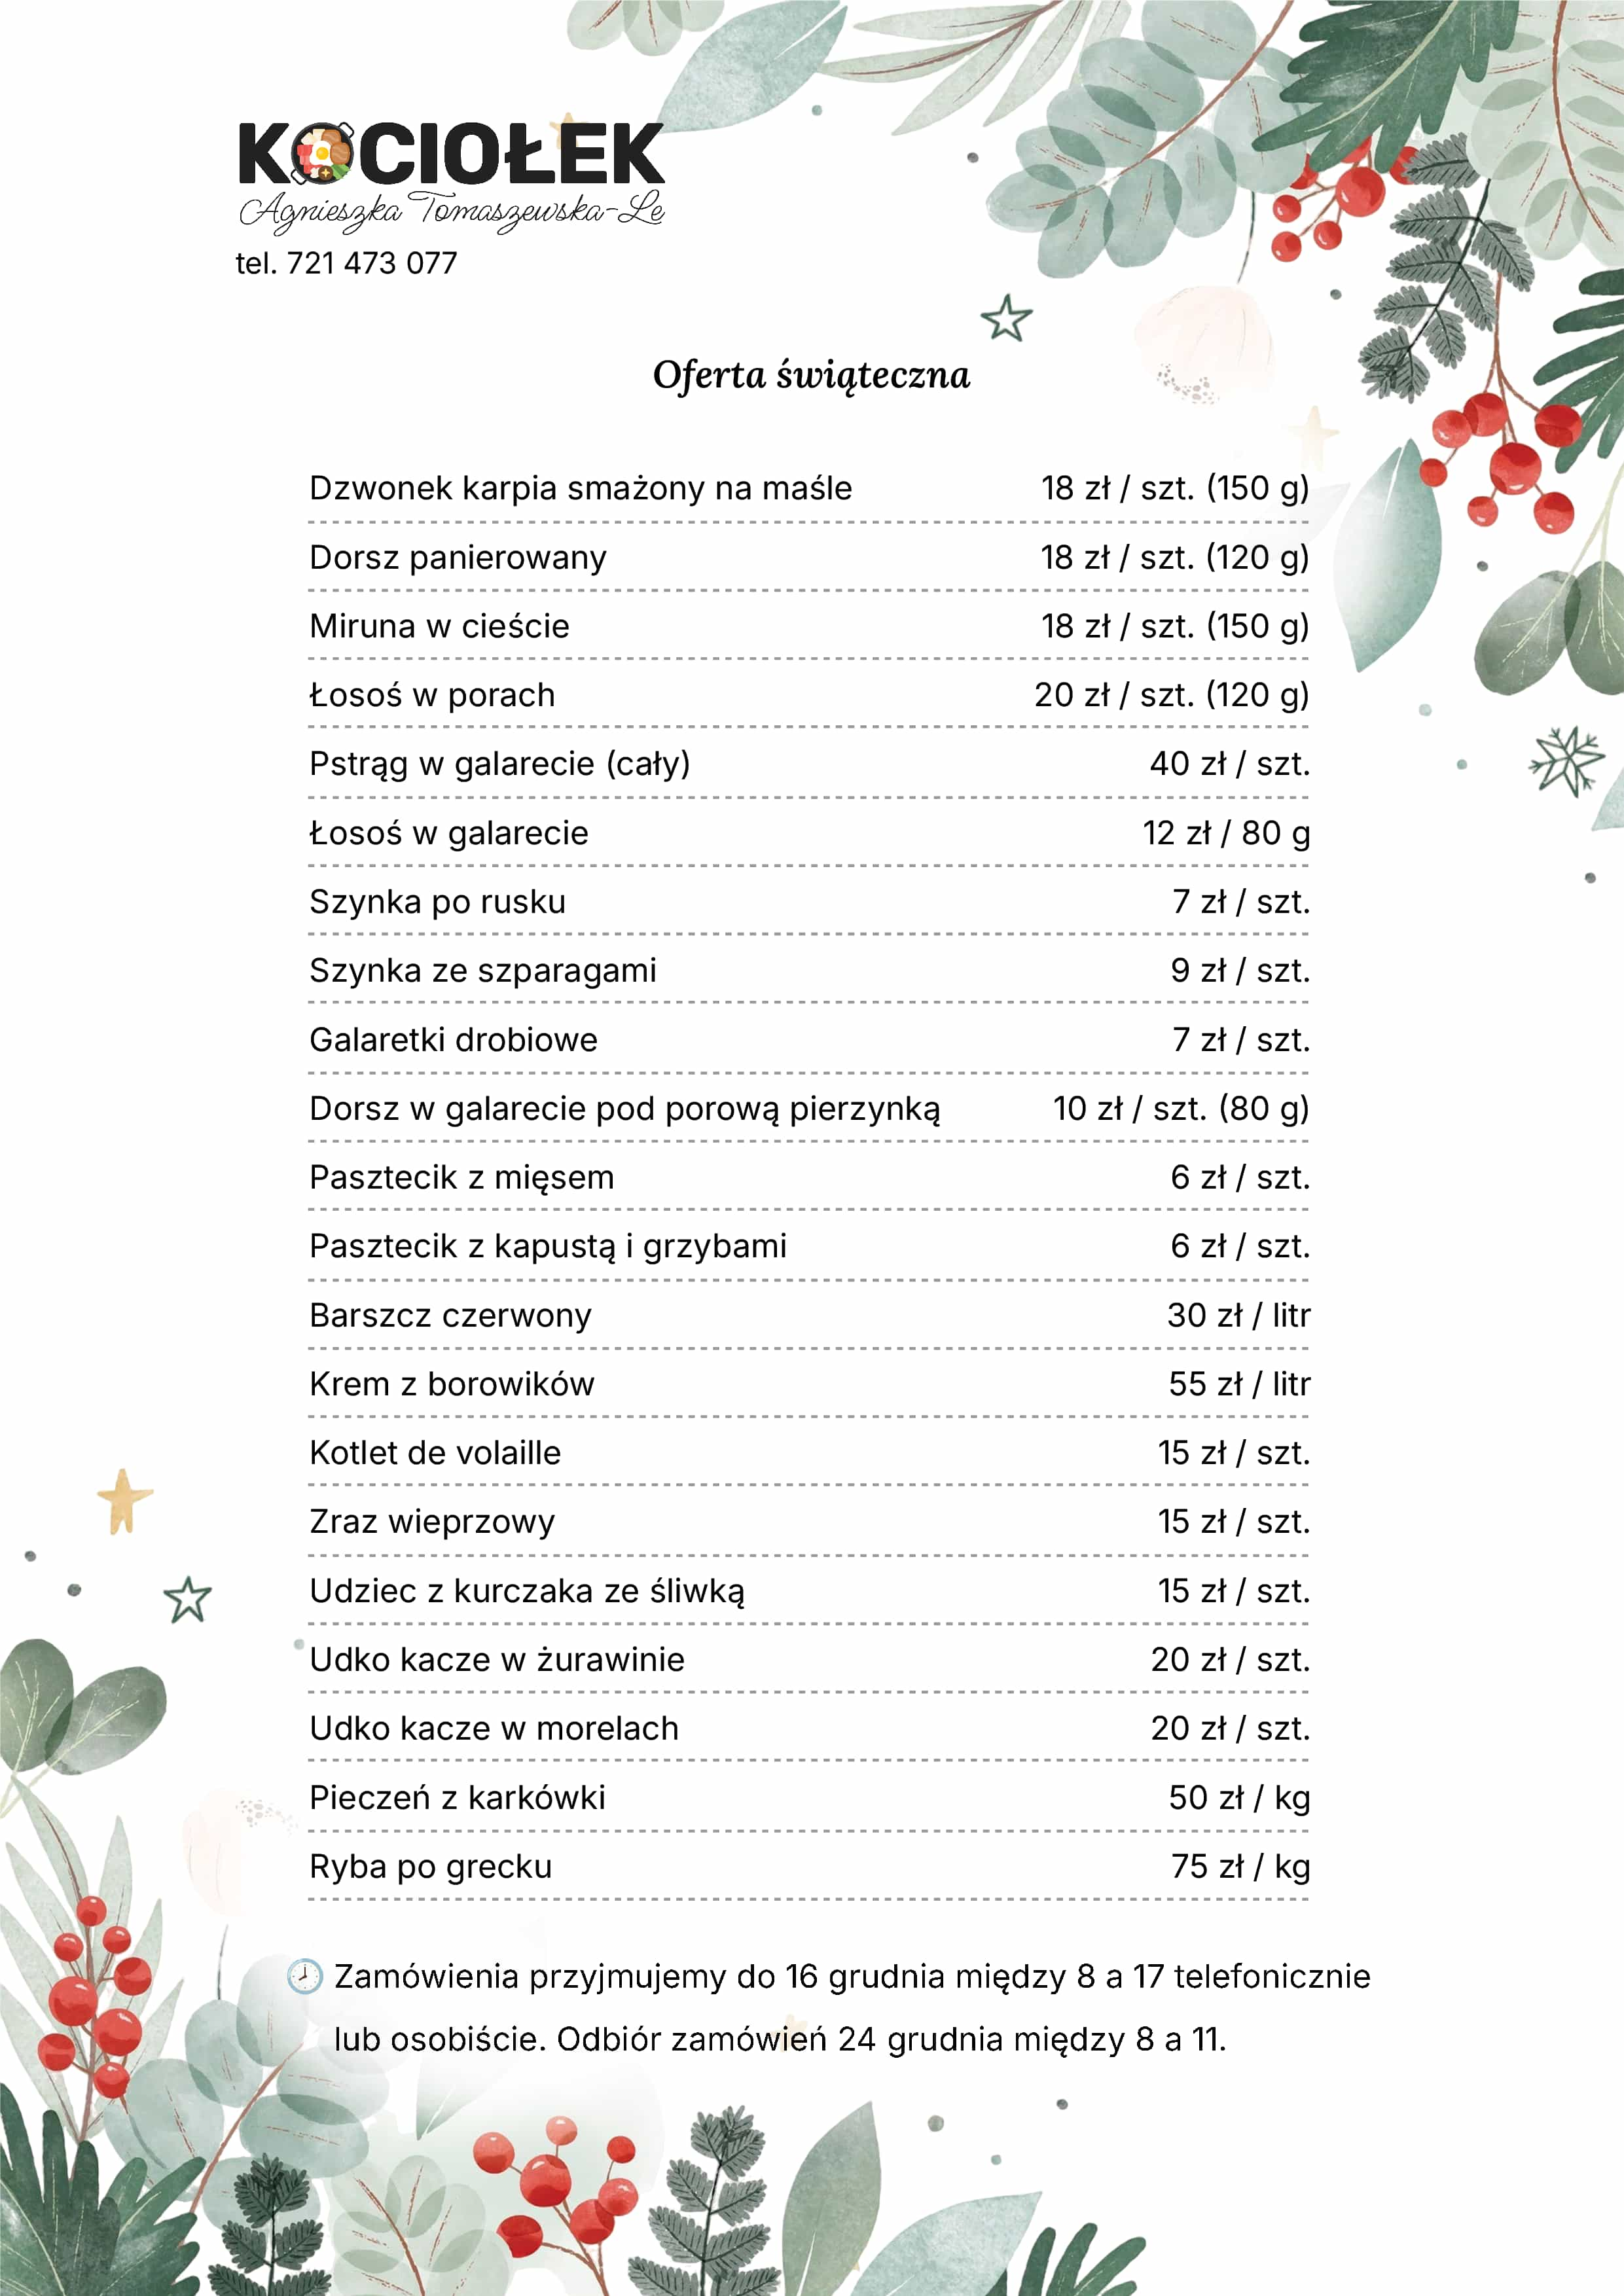 KOCIOŁEK
Agnieszka Tomaszewska-Le
tel. 721 473 077
Oferta świąteczna
Dzwonek karpia smażony na maśle 18 zł / szt. (150 g)
Dorsz panierowany 18 zł / szt. (120 g)
Miruna w cieście 18 zł / szt. (150 g)
Łosoś w porach 20 zł / szt. (120 g)
Pstrąg w galarecie (cały) 40 zł / szt.
Łosoś w galarecie 12 zł / 80 g
Szynka po rusku 7 zł / szt.
Szynka ze szparagami 9 zł / szt.
Galaretki drobiowe 7 zł / szt.
Dorsz w galarecie pod porową pierzynką 10 zł / szt. (80 g)
Pasztecik z mięsem 6 zł / szt.
Pasztecik z kapustą i grzybami 6 zł / szt.
Barszcz czerwony 30 zł / litr
Krem z borowików 55 zł / litr
Kotlet de volaille 15 zł / szt.
Zraz wieprzowy 15 zł / szt.
Udziec z kurczaka ze śliwką 15 zł / szt.
Udko kacze w żurawinie 20 zł / szt.
Udko kacze w morelach 20 zł / szt.
Pieczeń z karkówki 50 zł / kg
Ryba po grecku 75 zł / kg
Zamówienia przyjmujemy do 16 grudnia między 8 a 17 telefonicznie
lub osobiście. Odbiór zamówień 24 grudnia między 8 a 11.